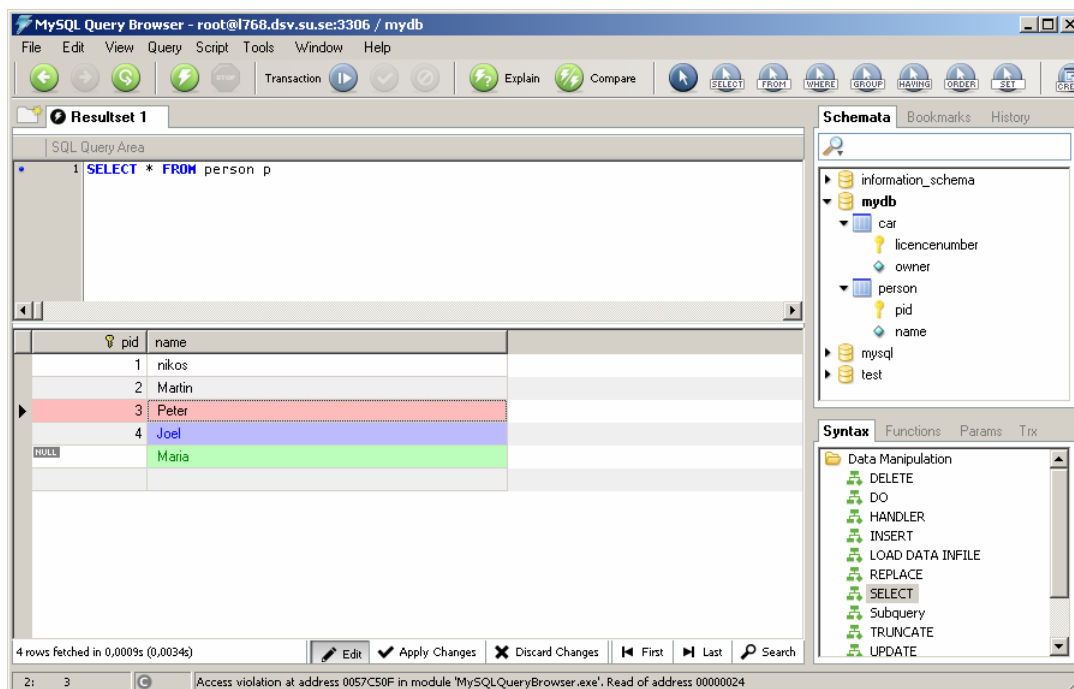 MySQL Query Browser - root@l768.dsv.su.se:3306 / mydb
File Edit View Query Script Tools Window Help
STOP Transaction Explain Compare SELECT FROM WHERE GROUP HAVING ORDER SET CRE
Resultset 1
SQL Query Area
1 SELECT * FROM person p
pid name
1 nikos
2 Martin
3 Peter
4 Joel
NULL Maria
4 rows fetched in 0,0009s (0,0034s) Edit Apply Changes Discard Changes First Last Search
Schemata Bookmarks History
information_schema
mydb
car
licencenumber
owner
person
pid
name
mysql
test
Syntax Functions Params Trx
Data Manipulation
DELETE
DO
HANDLER
INSERT
LOAD DATA INFILE
REPLACE
SELECT
Subquery
TRUNCATE
UPDATE
2: 3 Access violation at address 0057C50F in module 'MySQLQueryBrowser.exe'. Read of address 00000024